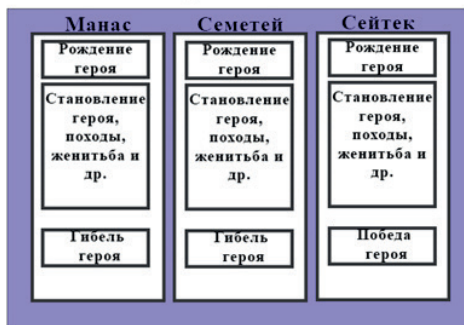 Манас
Рождение
героя
Становление
героя,
походы,
женитьба и
др.
Гибель
героя
Семетей
Рождение
героя
Становление
героя,
походы,
женитьба и
др.
Гибель
героя
Сейтек
Рождение
героя
Становление
героя,
походы,
женитьба и
др.
Победа
героя